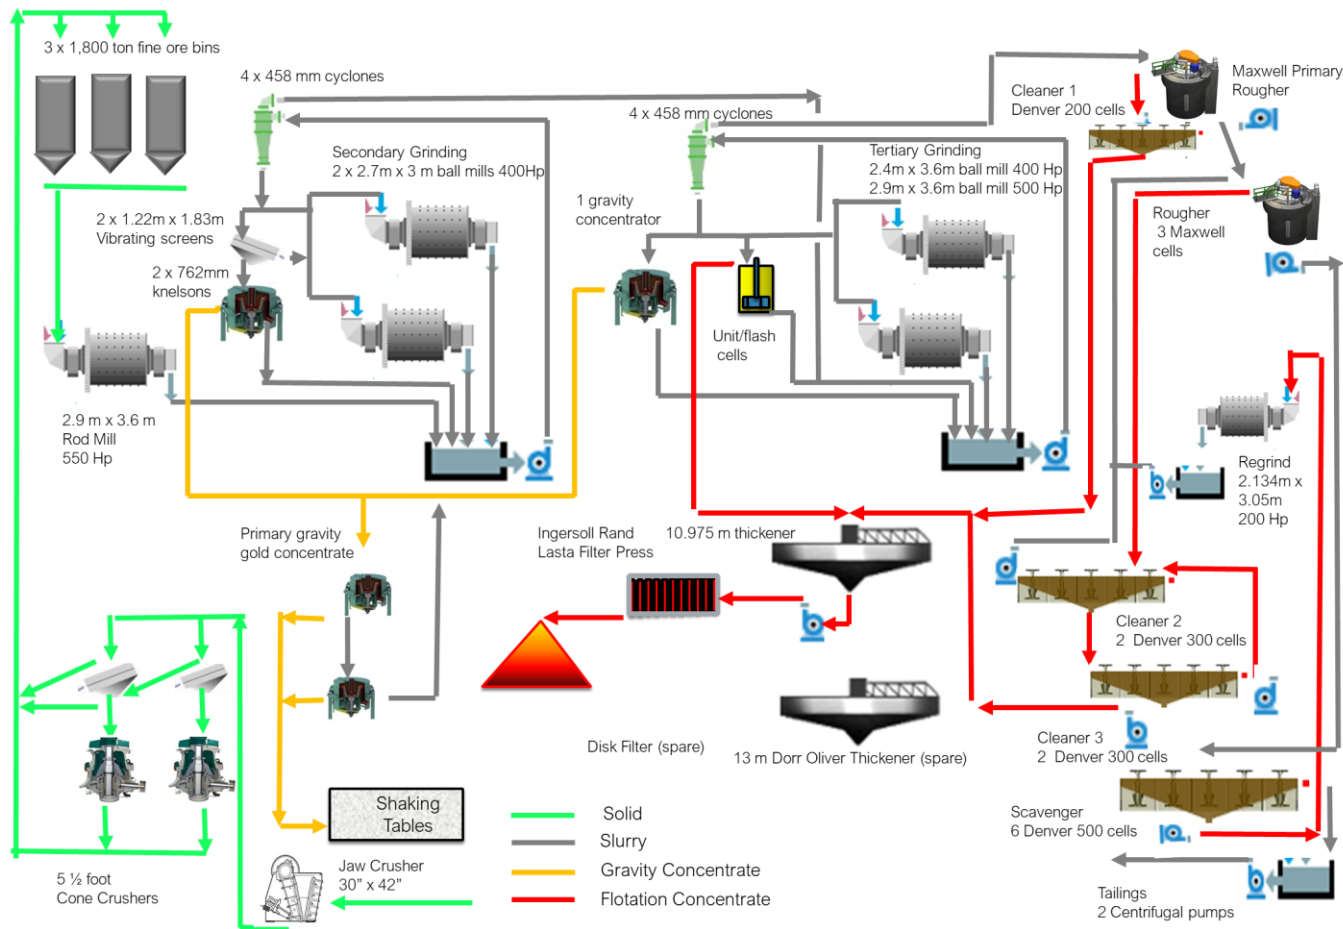 3 x 1,800 ton fine ore bins
4 x 458 mm cyclones
4 x 458 mm cyclones
Cleaner 1
Denver 200 cells
Maxwell Primary
Rougher
Secondary Grinding
2 x 2.7m x 3 m ball mills 400Hp
Tertiary Grinding
2.4m x 3.6m ball mill 400 Hp
2.9m x 3.6m ball mill 500 Hp
2 x 1.22m x 1.83m
Vibrating screens
1 gravity
concentrator
Rougher
3 Maxwell
cells
2 x 762mm
knelsons
Unit/flash
cells
2.9 m x 3.6 m
Rod Mill
550 Hp
Regrind
2.134m x
3.05m
200 Hp
Primary gravity
gold concentrate
Ingersoll Rand
Lasta Filter Press
10.975 m thickener
Cleaner 2
2 Denver 300 cells
Disk Filter (spare)
13 m Dorr Oliver Thickener (spare)
Cleaner 3
2 Denver 300 cells
Scavenger
6 Denver 500 cells
Shaking
Tables
Solid
Slurry
Gravity Concentrate
Flotation Concentrate
5 ½ foot
Cone Crushers
Jaw Crusher
30” x 42”
Tailings
2 Centrifugal pumps